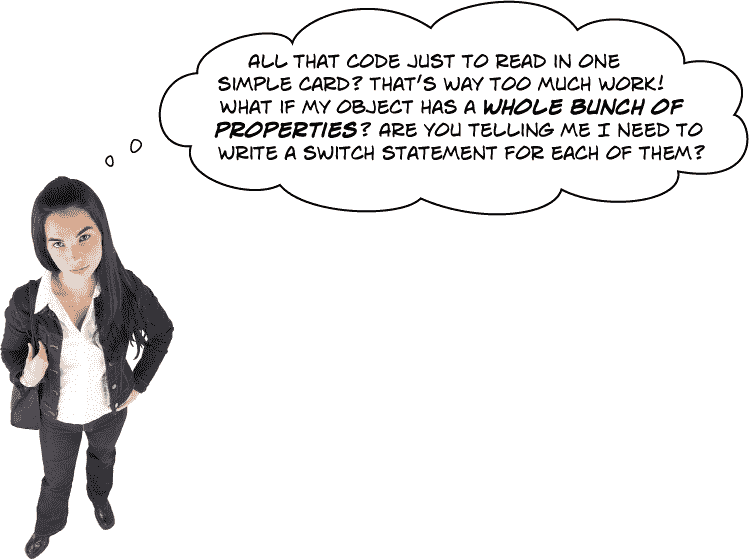 ALL THAT CODE JUST TO READ IN ONE
SIMPLE CARD? THAT'S WAY TOO MUCH WORK!
WHAT IF MY OBJECT HAS A WHOLE BUNCH OF
PROPERTIES? ARE YOU TELLING ME I NEED TO
WRITE A SWITCH STATEMENT FOR EACH OF THEM?